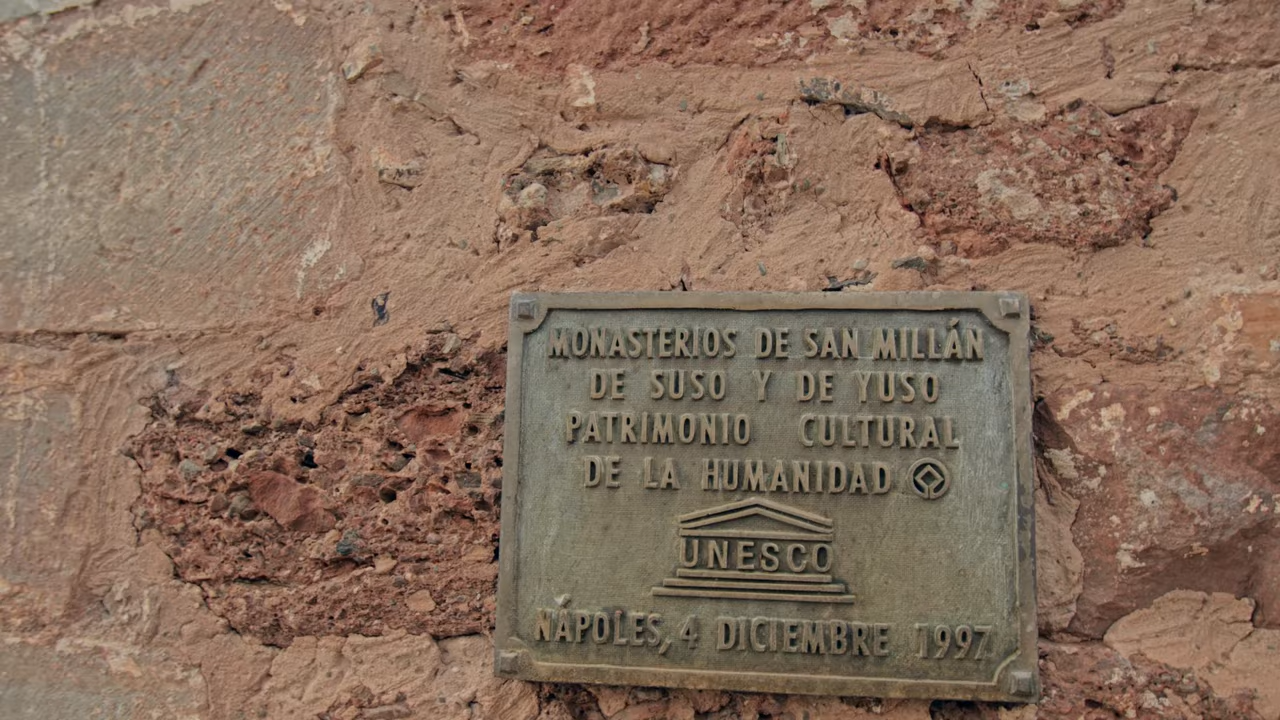 MONASTERIOS DE SAN MILLÁN
DE SUSO Y DE YUSO
PATRIMONIO CULTURAL
DE LA HUMANIDAD
UNESCO
NÁPOLES, 4 DICIEMBRE 1997